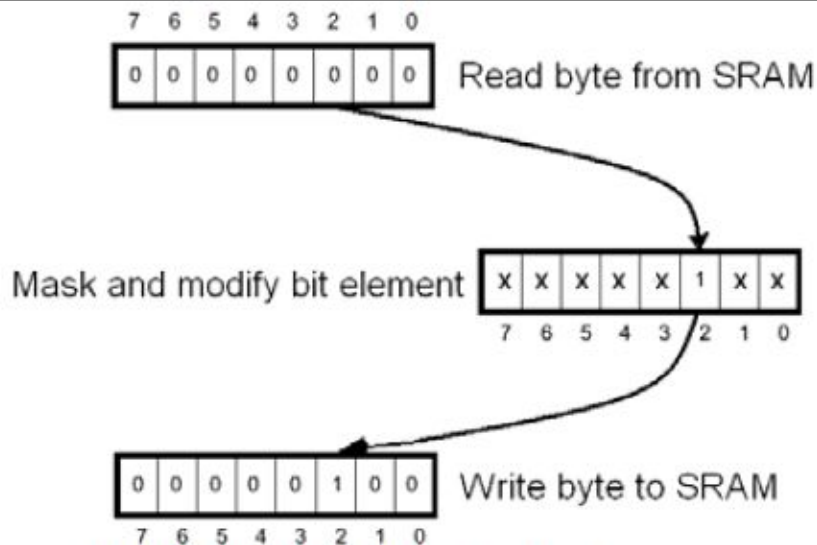 7 6 5 4 3 2 1 0
0 0 0 0 0 0 0 0 Read byte from SRAM
Mask and modify bit element x x x x x 1 x x
7 6 5 4 3 2 1 0
0 0 0 0 0 1 0 0 Write byte to SRAM
7 6 5 4 3 2 1 0